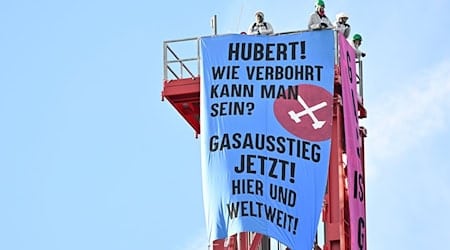 HUBERT!
WIE VERBOHRT
KANN MAN
SEIN?
GASAUSSTIEG
JETZT!
HIER UND
WELTWEIT!